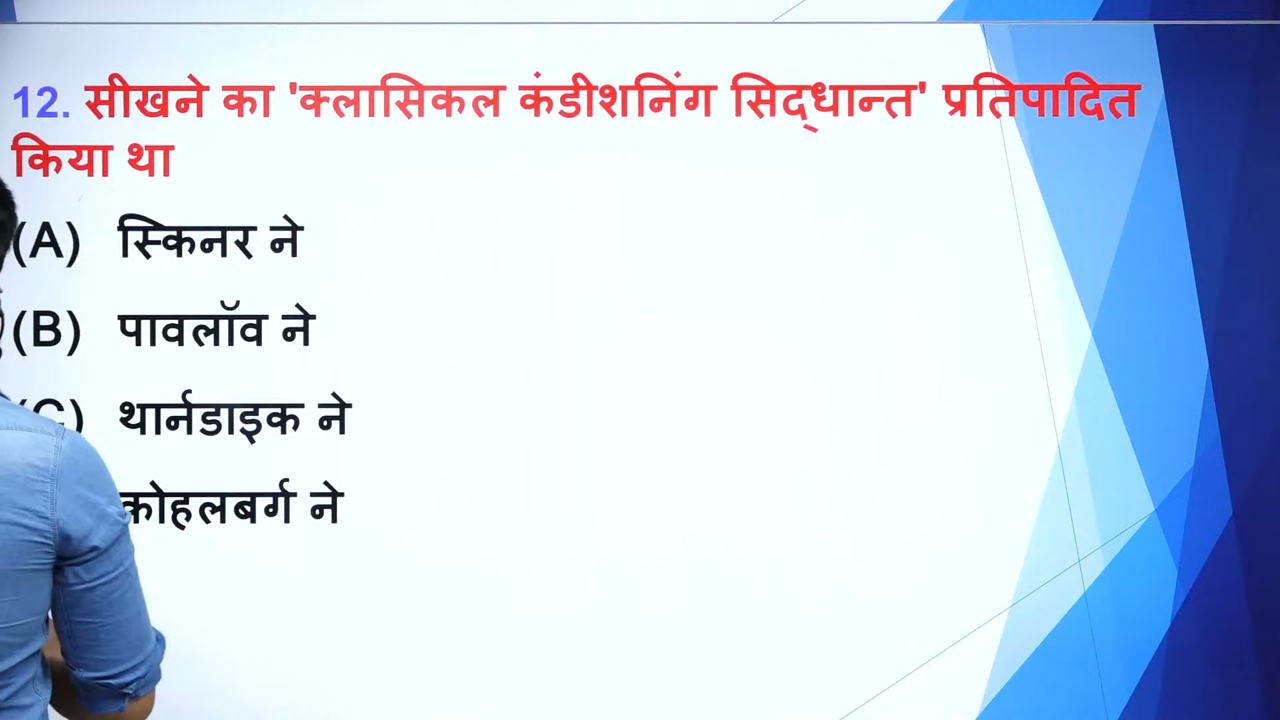 12. सीखने का 'क्लासिकल कंडीशनिंग सिद्धान्त' प्रतिपादित
किया था
(A) स्किनर ने
(B) पावलॉव ने
(C) थार्नडाइक ने
कोहलबर्ग ने